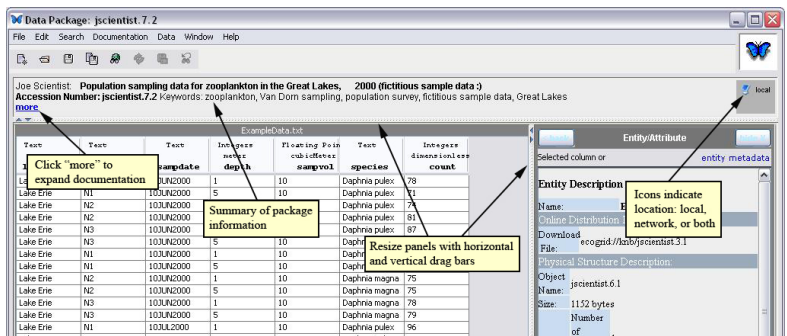 Data Package: jscientist.7.2
File Edit Search Documentation Data Window Help
Joe Scientist: Population sampling data for zooplankton in the Great Lakes, 2000 (fictitious sample data :)
Accession Number: jscientist.7.2 Keywords: zooplankton, Van Dorn sampling, population survey, fictitious sample data, Great Lakes
more
local
ExampleData.txt
Text Text Text Integers Floating Poin Text Integers
meter cubicMeter dimensionless
sampdate depth sampvol species count
10JUN2000 1 10 Daphnia pulex 78
Lake Erie N1 10JUN2000 5 10 Daphnia pulex 71
Lake Erie N2 10JUN2000 1 10 Daphnia pulex 74
Lake Erie N2 10JUN2000 Daphnia pulex 81
Lake Erie N3 10JUN2000 Daphnia pulex 87
Lake Erie N3 10JUN2000 5 10 Daphn
Lake Erie N1 10JUN2000 1 10 Daphn
Lake Erie N1 10JUN2000 5 10 Daphn
Lake Erie N2 10JUN2000 1 10 Daphnia magna 75
Lake Erie N2 10JUN2000 5 10 Daphnia magna 75
Lake Erie N3 10JUN2000 1 10 Daphnia magna 78
Lake Erie N3 10JUN2000 5 10 Daphnia magna 79
Lake Erie N1 10JUL2000 1 10 Daphnia pulex 96
Click "more" to
expand documentation
Summary of package
information
Resize panels with horizontal
and vertical drag bars
Entity/Attribute
Selected column or entity metadata
Entity Description
Name: E
Online Distribution
Download
File: ecogrid://knb/jscientist.3.1
Physical Structure Description:
Object
Name: jscientist.6.1
Size: 1152 bytes
Number
of
Icons indicate
location: local,
network, or both